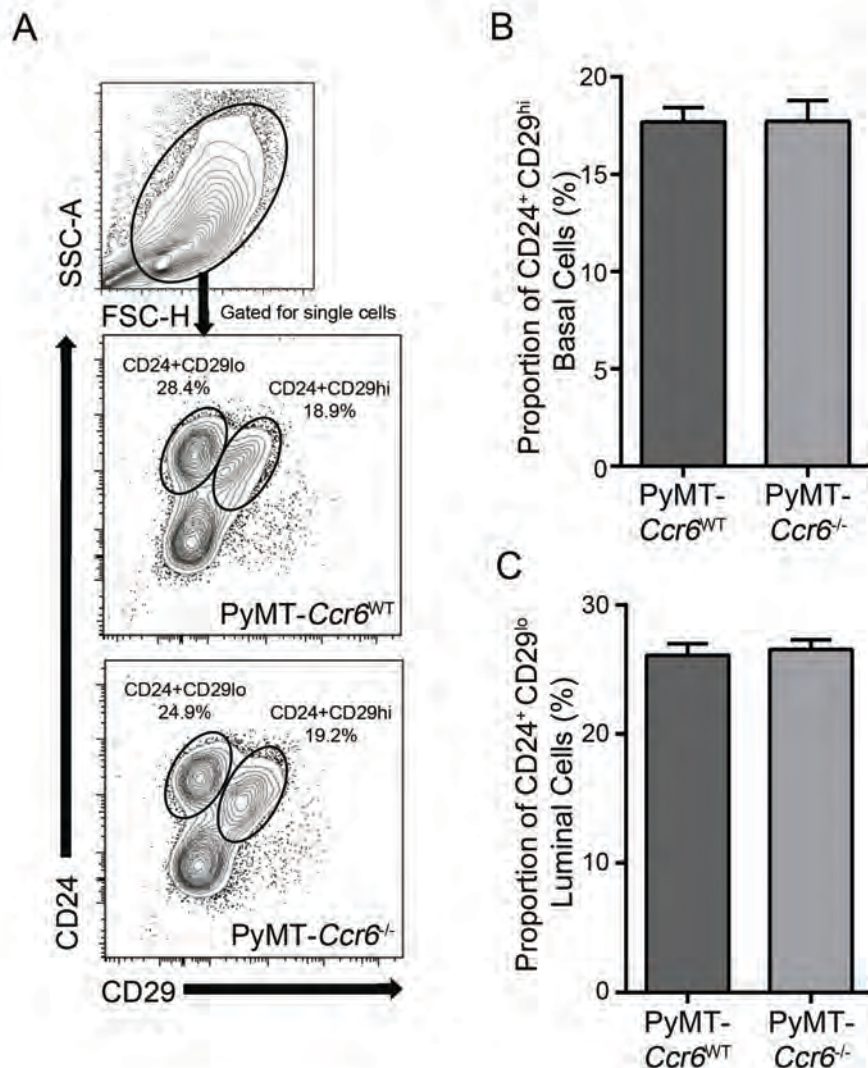 A
SSC-A
FSC-H
Gated for single cells
CD24+CD29lo
28.4%
CD24+CD29hi
18.9%
PyMT-Ccr6ᵂᵀ
CD24+CD29lo
24.9%
CD24+CD29hi
19.2%
PyMT-Ccr6⁻/⁻
CD24
CD29
B
Proportion of CD24⁺ CD29ʰⁱ
Basal Cells (%)
20
15
10
5
0
PyMT-
Ccr6ᵂᵀ
PyMT-
Ccr6⁻/⁻
C
Proportion of CD24⁺ CD29ˡᵒ
Luminal Cells (%)
30
20
10
0
PyMT-
Ccr6ᵂᵀ
PyMT-
Ccr6⁻/⁻